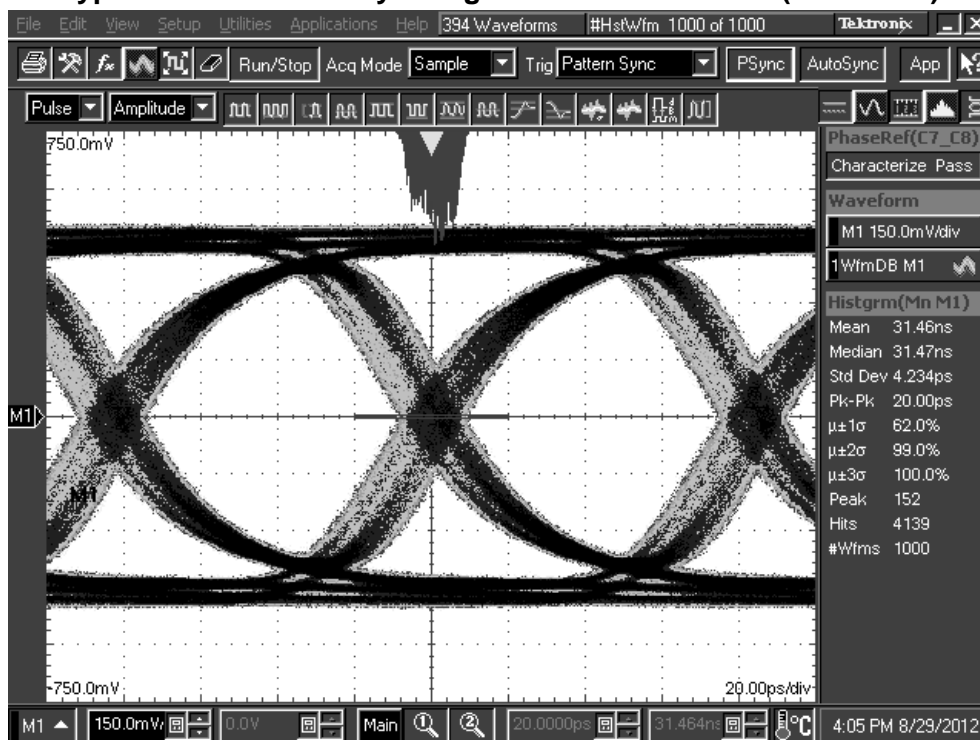 File Edit View Setup Utilities Applications Help 394 Waveforms #HstWfm 1000 of 1000 Tektronix
Run/Stop Acq Mode Sample Trig Pattern Sync PSync AutoSync App
Pulse Amplitude
750.0mV
PhaseRef(C7_C8)
Characterize Pass
Waveform
M1 150.0mV/div
1 WfmDB M1
Histgrm(Mn M1)
Mean 31.46ns
Median 31.47ns
Std Dev 4.234ps
Pk-Pk 20.00ps
µ±1σ 62.0%
µ±2σ 99.0%
µ±3σ 100.0%
Peak 152
Hits 4139
#Wfms 1000
M1
M1
-750.0mV 20.00ps/div
M1 150.0mV/ 0.0V Main 1 2 20.0000ps 31.464ns °C 4:05 PM 8/29/2012